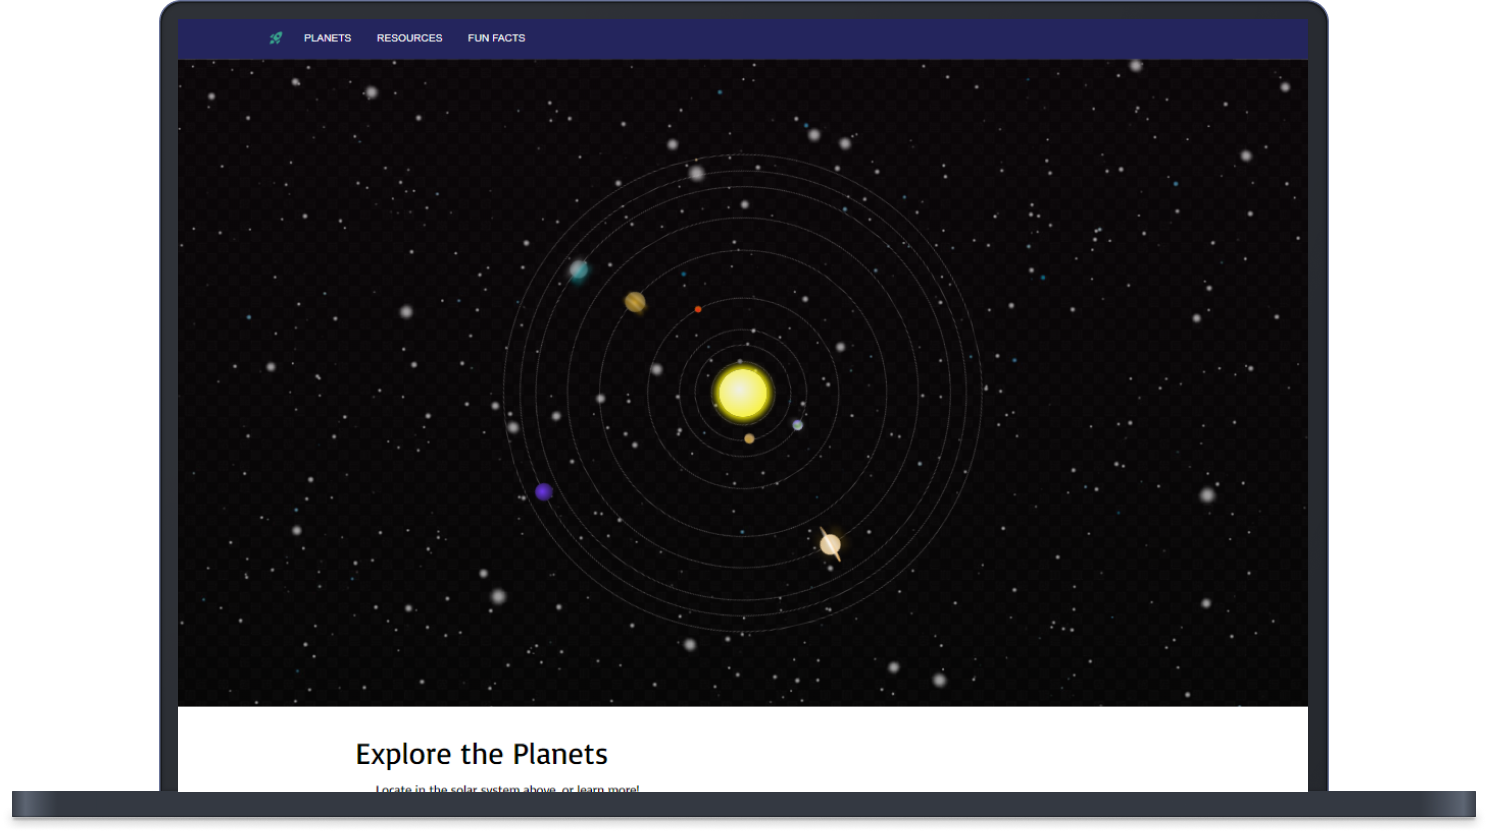 PLANETS RESOURCES FUN FACTS
Explore the Planets
Locate in the solar system above, or learn more!